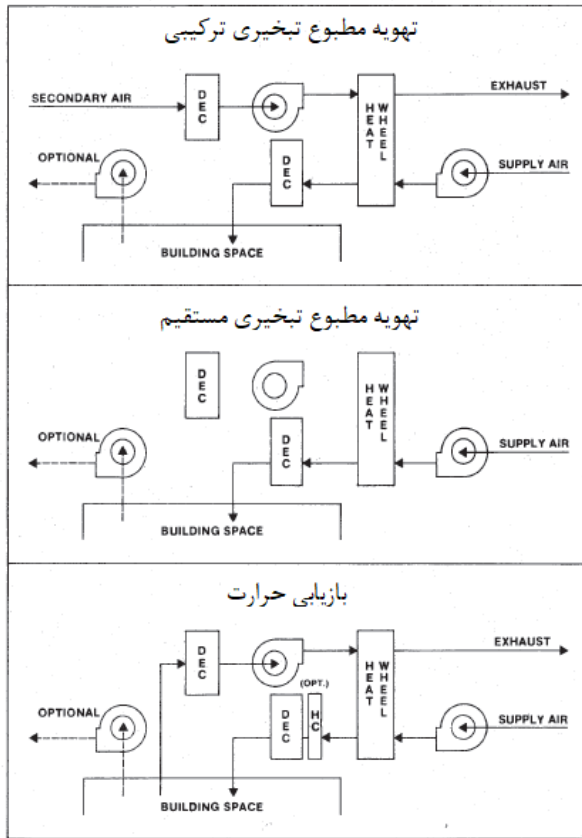 تهویه مطبوع تبخیری ترکیبی
EXHAUST
SECONDARY AIR
DEC
HEAT WHEEL
OPTIONAL
DEC
SUPPLY AIR
BUILDING SPACE
تهویه مطبوع تبخیری مستقیم
DEC
HEAT WHEEL
OPTIONAL
DEC
SUPPLY AIR
BUILDING SPACE
بازیابی حرارت
EXHAUST
DEC
HEAT WHEEL
(OPT.)
OPTIONAL
DEC
HC
SUPPLY AIR
BUILDING SPACE